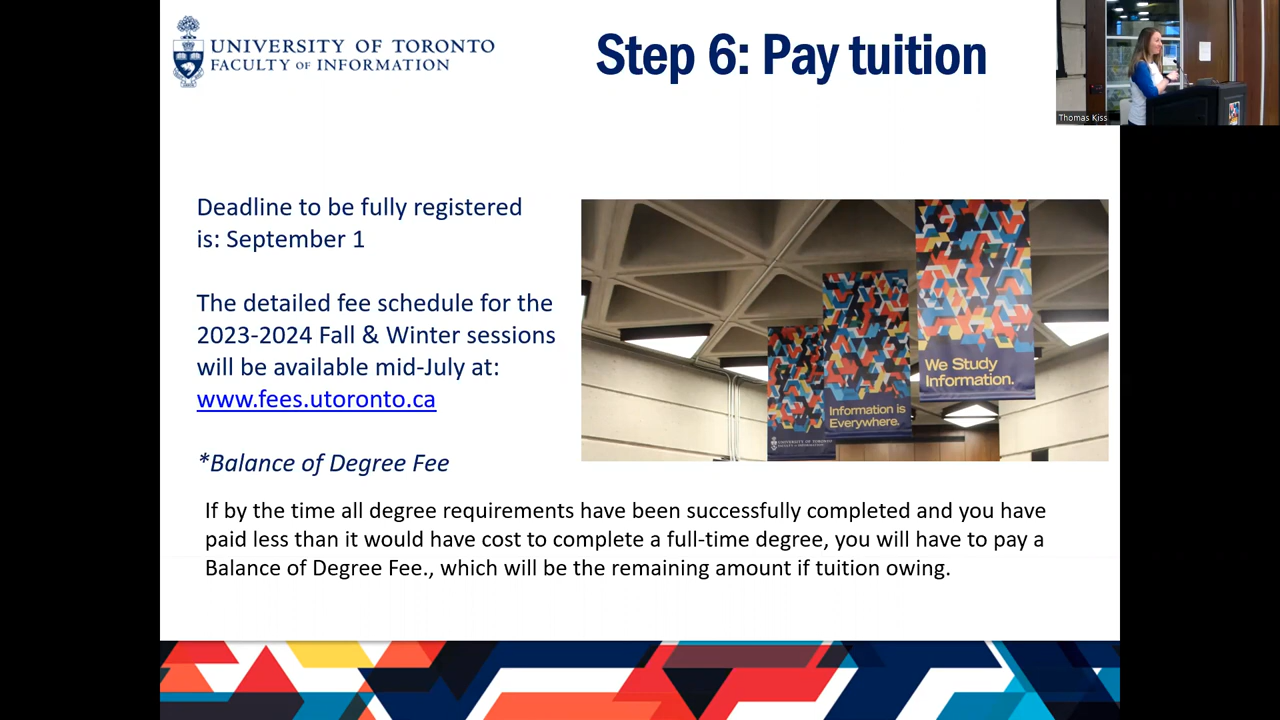 UNIVERSITY OF TORONTO
FACULTY OF INFORMATION
Step 6: Pay tuition
Thomas Kiss
Deadline to be fully registered
is: September 1
The detailed fee schedule for the
2023-2024 Fall & Winter sessions
will be available mid-July at:
www.fees.utoronto.ca
*Balance of Degree Fee
We Study
Information.
Information is
Everywhere.
UNIVERSITY OF TORONTO
If by the time all degree requirements have been successfully completed and you have
paid less than it would have cost to complete a full-time degree, you will have to pay a
Balance of Degree Fee., which will be the remaining amount if tuition owing.